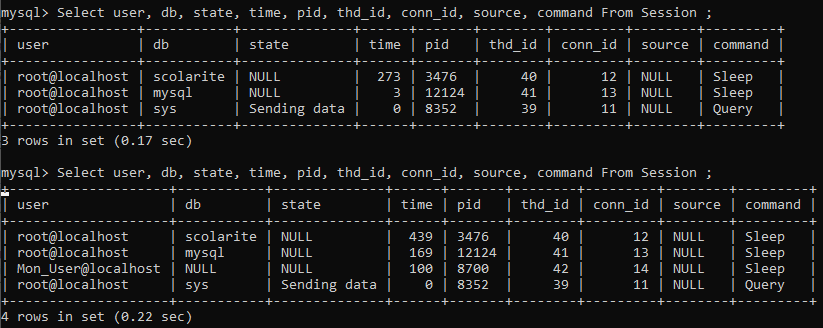 mysql> Select user, db, state, time, pid, thd_id, conn_id, source, command From Session ;
+----------------+-----------+--------------+------+-------+--------+---------+--------+---------+
| user           | db        | state        | time | pid   | thd_id | conn_id | source | command |
+----------------+-----------+--------------+------+-------+--------+---------+--------+---------+
| root@localhost | scolarite | NULL         |  273 | 3476  |     40 |      12 | NULL   | Sleep   |
| root@localhost | mysql     | NULL         |    3 | 12124 |     41 |      13 | NULL   | Sleep   |
| root@localhost | sys       | Sending data |    0 | 8352  |     39 |      11 | NULL   | Query   |
+----------------+-----------+--------------+------+-------+--------+---------+--------+---------+
3 rows in set (0.17 sec)
mysql> Select user, db, state, time, pid, thd_id, conn_id, source, command From Session ;
+--------------------+-----------+--------------+------+-------+--------+---------+--------+---------+
| user               | db        | state        | time | pid   | thd_id | conn_id | source | command |
+--------------------+-----------+--------------+------+-------+--------+---------+--------+---------+
| root@localhost     | scolarite | NULL         |  439 | 3476  |     40 |      12 | NULL   | Sleep   |
| root@localhost     | mysql     | NULL         |  169 | 12124 |     41 |      13 | NULL   | Sleep   |
| Mon_User@localhost | NULL      | NULL         |  100 | 8700  |     42 |      14 | NULL   | Sleep   |
| root@localhost     | sys       | Sending data |    0 | 8352  |     39 |      11 | NULL   | Query   |
+--------------------+-----------+--------------+------+-------+--------+---------+--------+---------+
4 rows in set (0.22 sec)